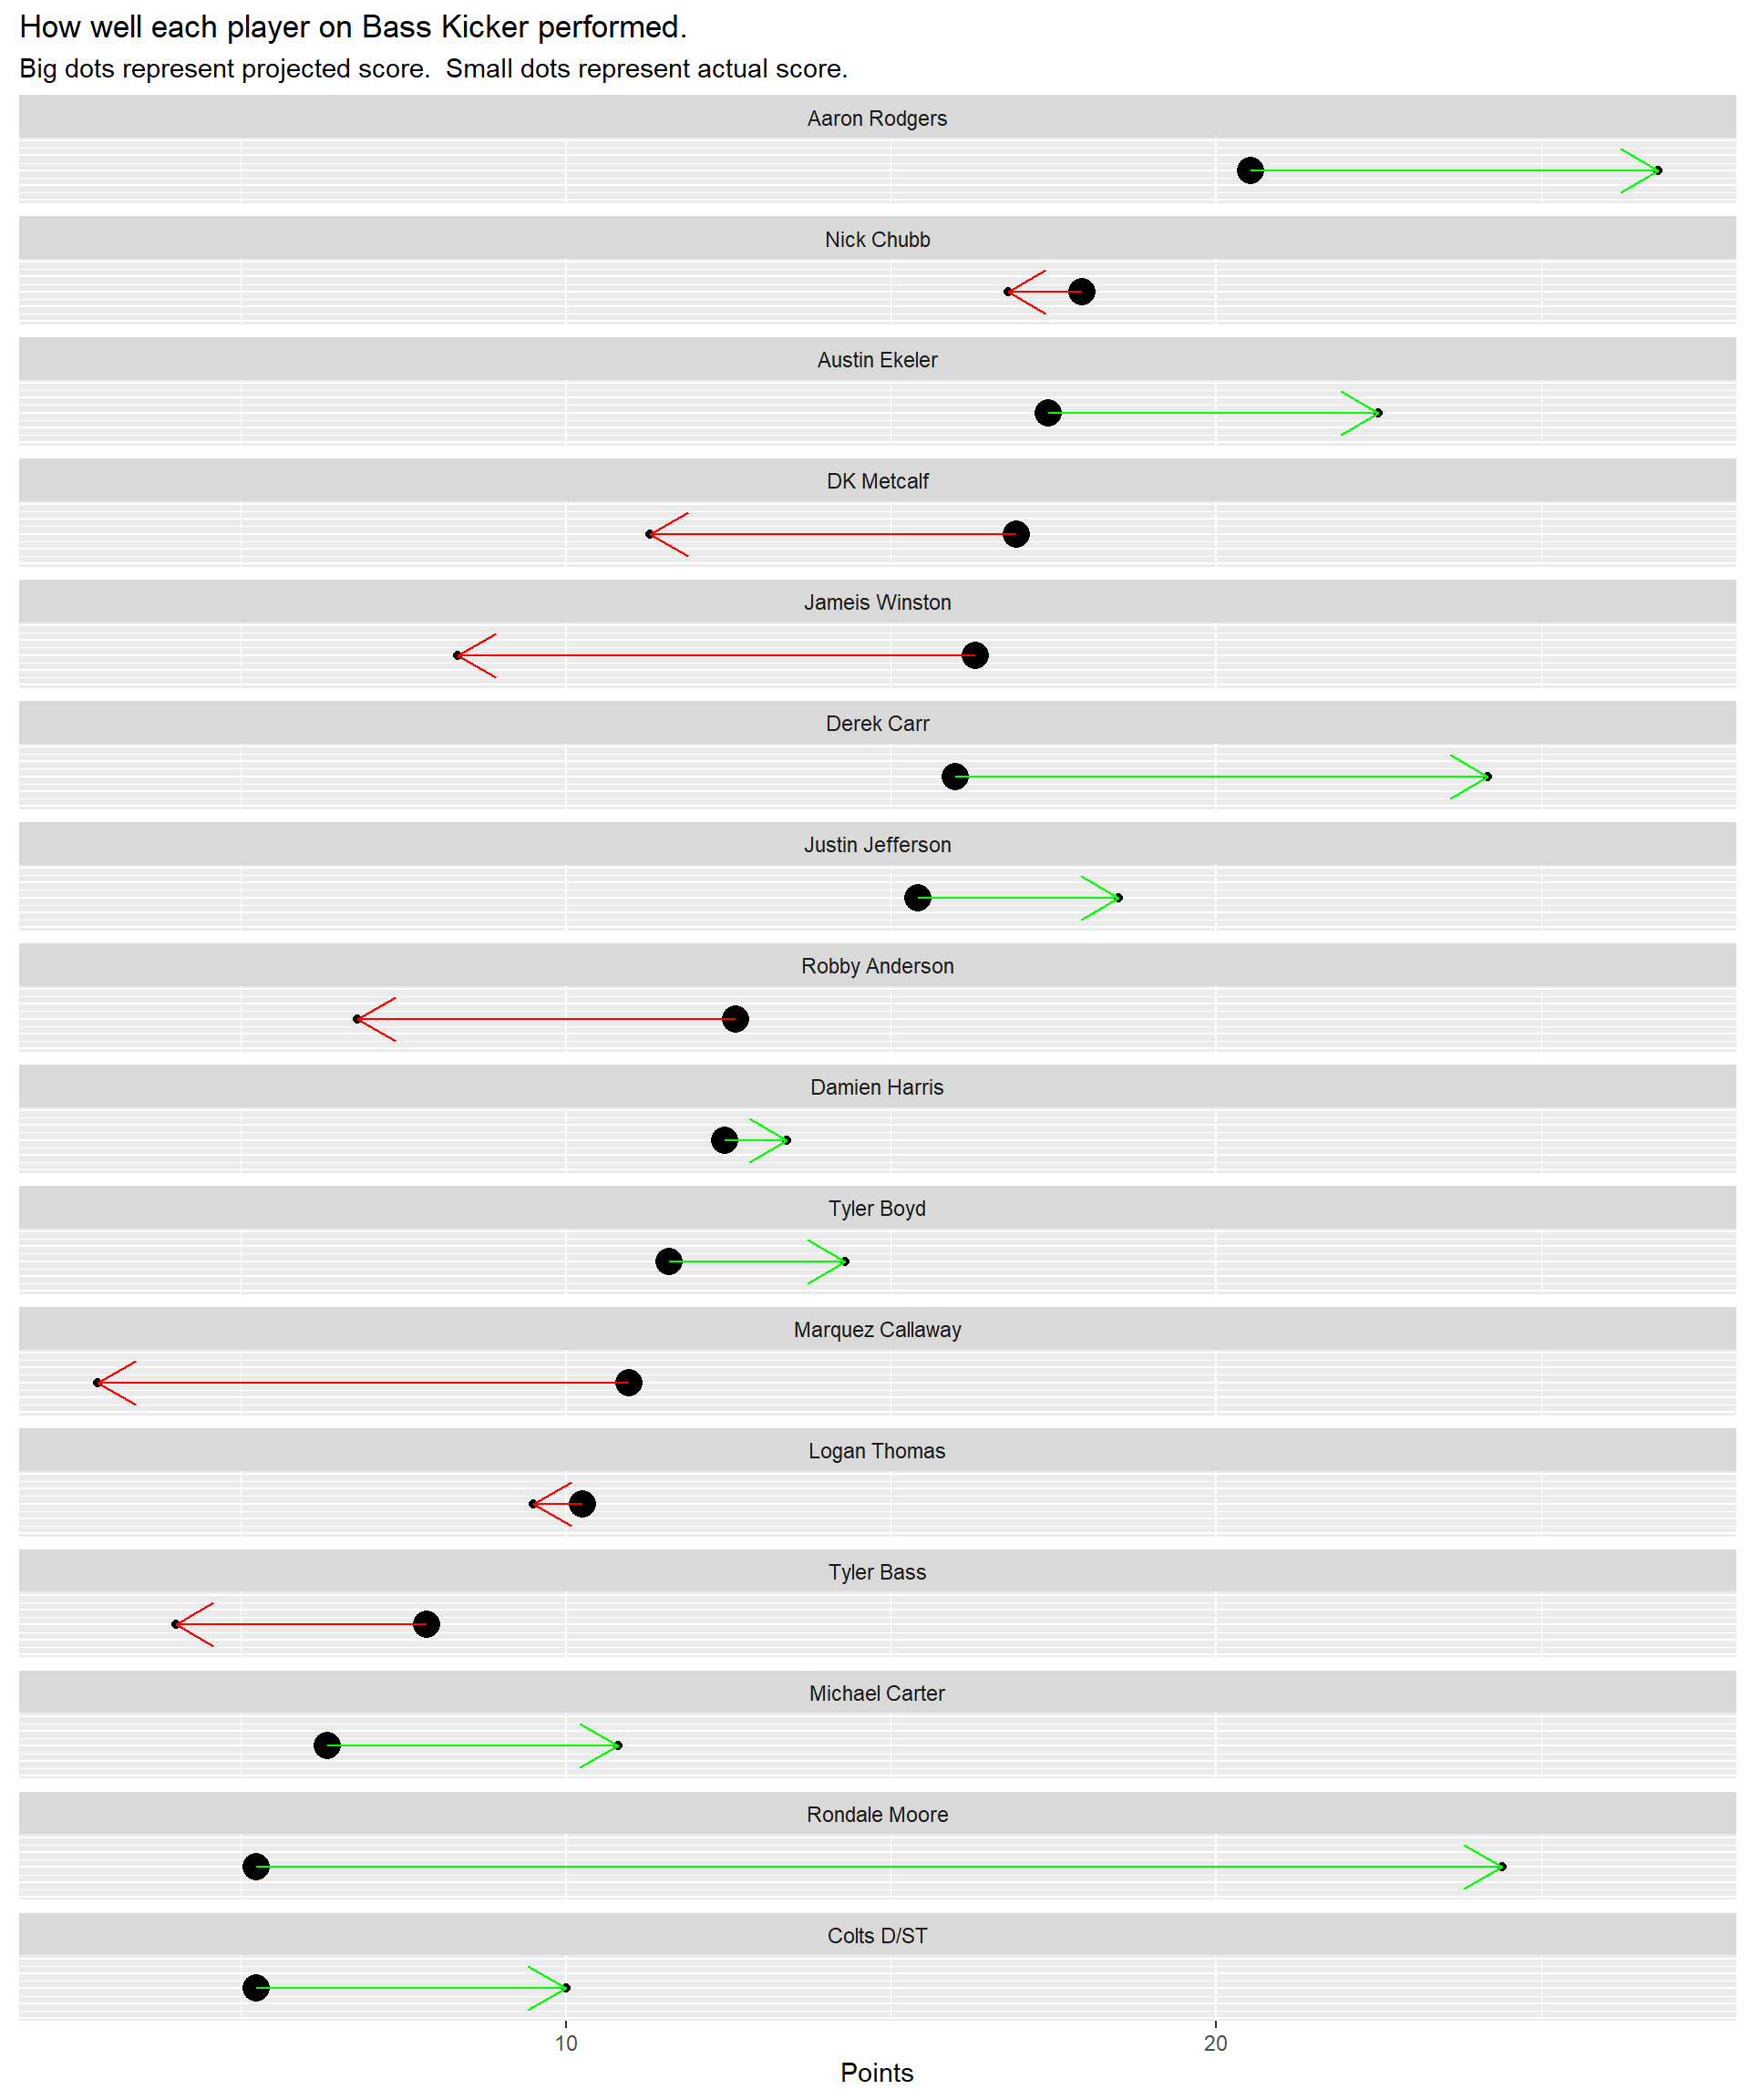 How well each player on Bass Kicker performed.
Big dots represent projected score.  Small dots represent actual score.
Aaron Rodgers
Nick Chubb
Austin Ekeler
DK Metcalf
Jameis Winston
Derek Carr
Justin Jefferson
Robby Anderson
Damien Harris
Tyler Boyd
Marquez Callaway
Logan Thomas
Tyler Bass
Michael Carter
Rondale Moore
Colts D/ST
10 20
Points